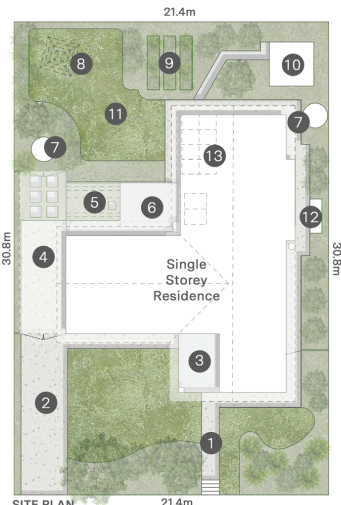 21.4m
8
9
10
11
7
7
13
5
6
12
4
30.8m
30.8m
Single
Storey
Residence
3
2
1
SITE PLAN
21.4m